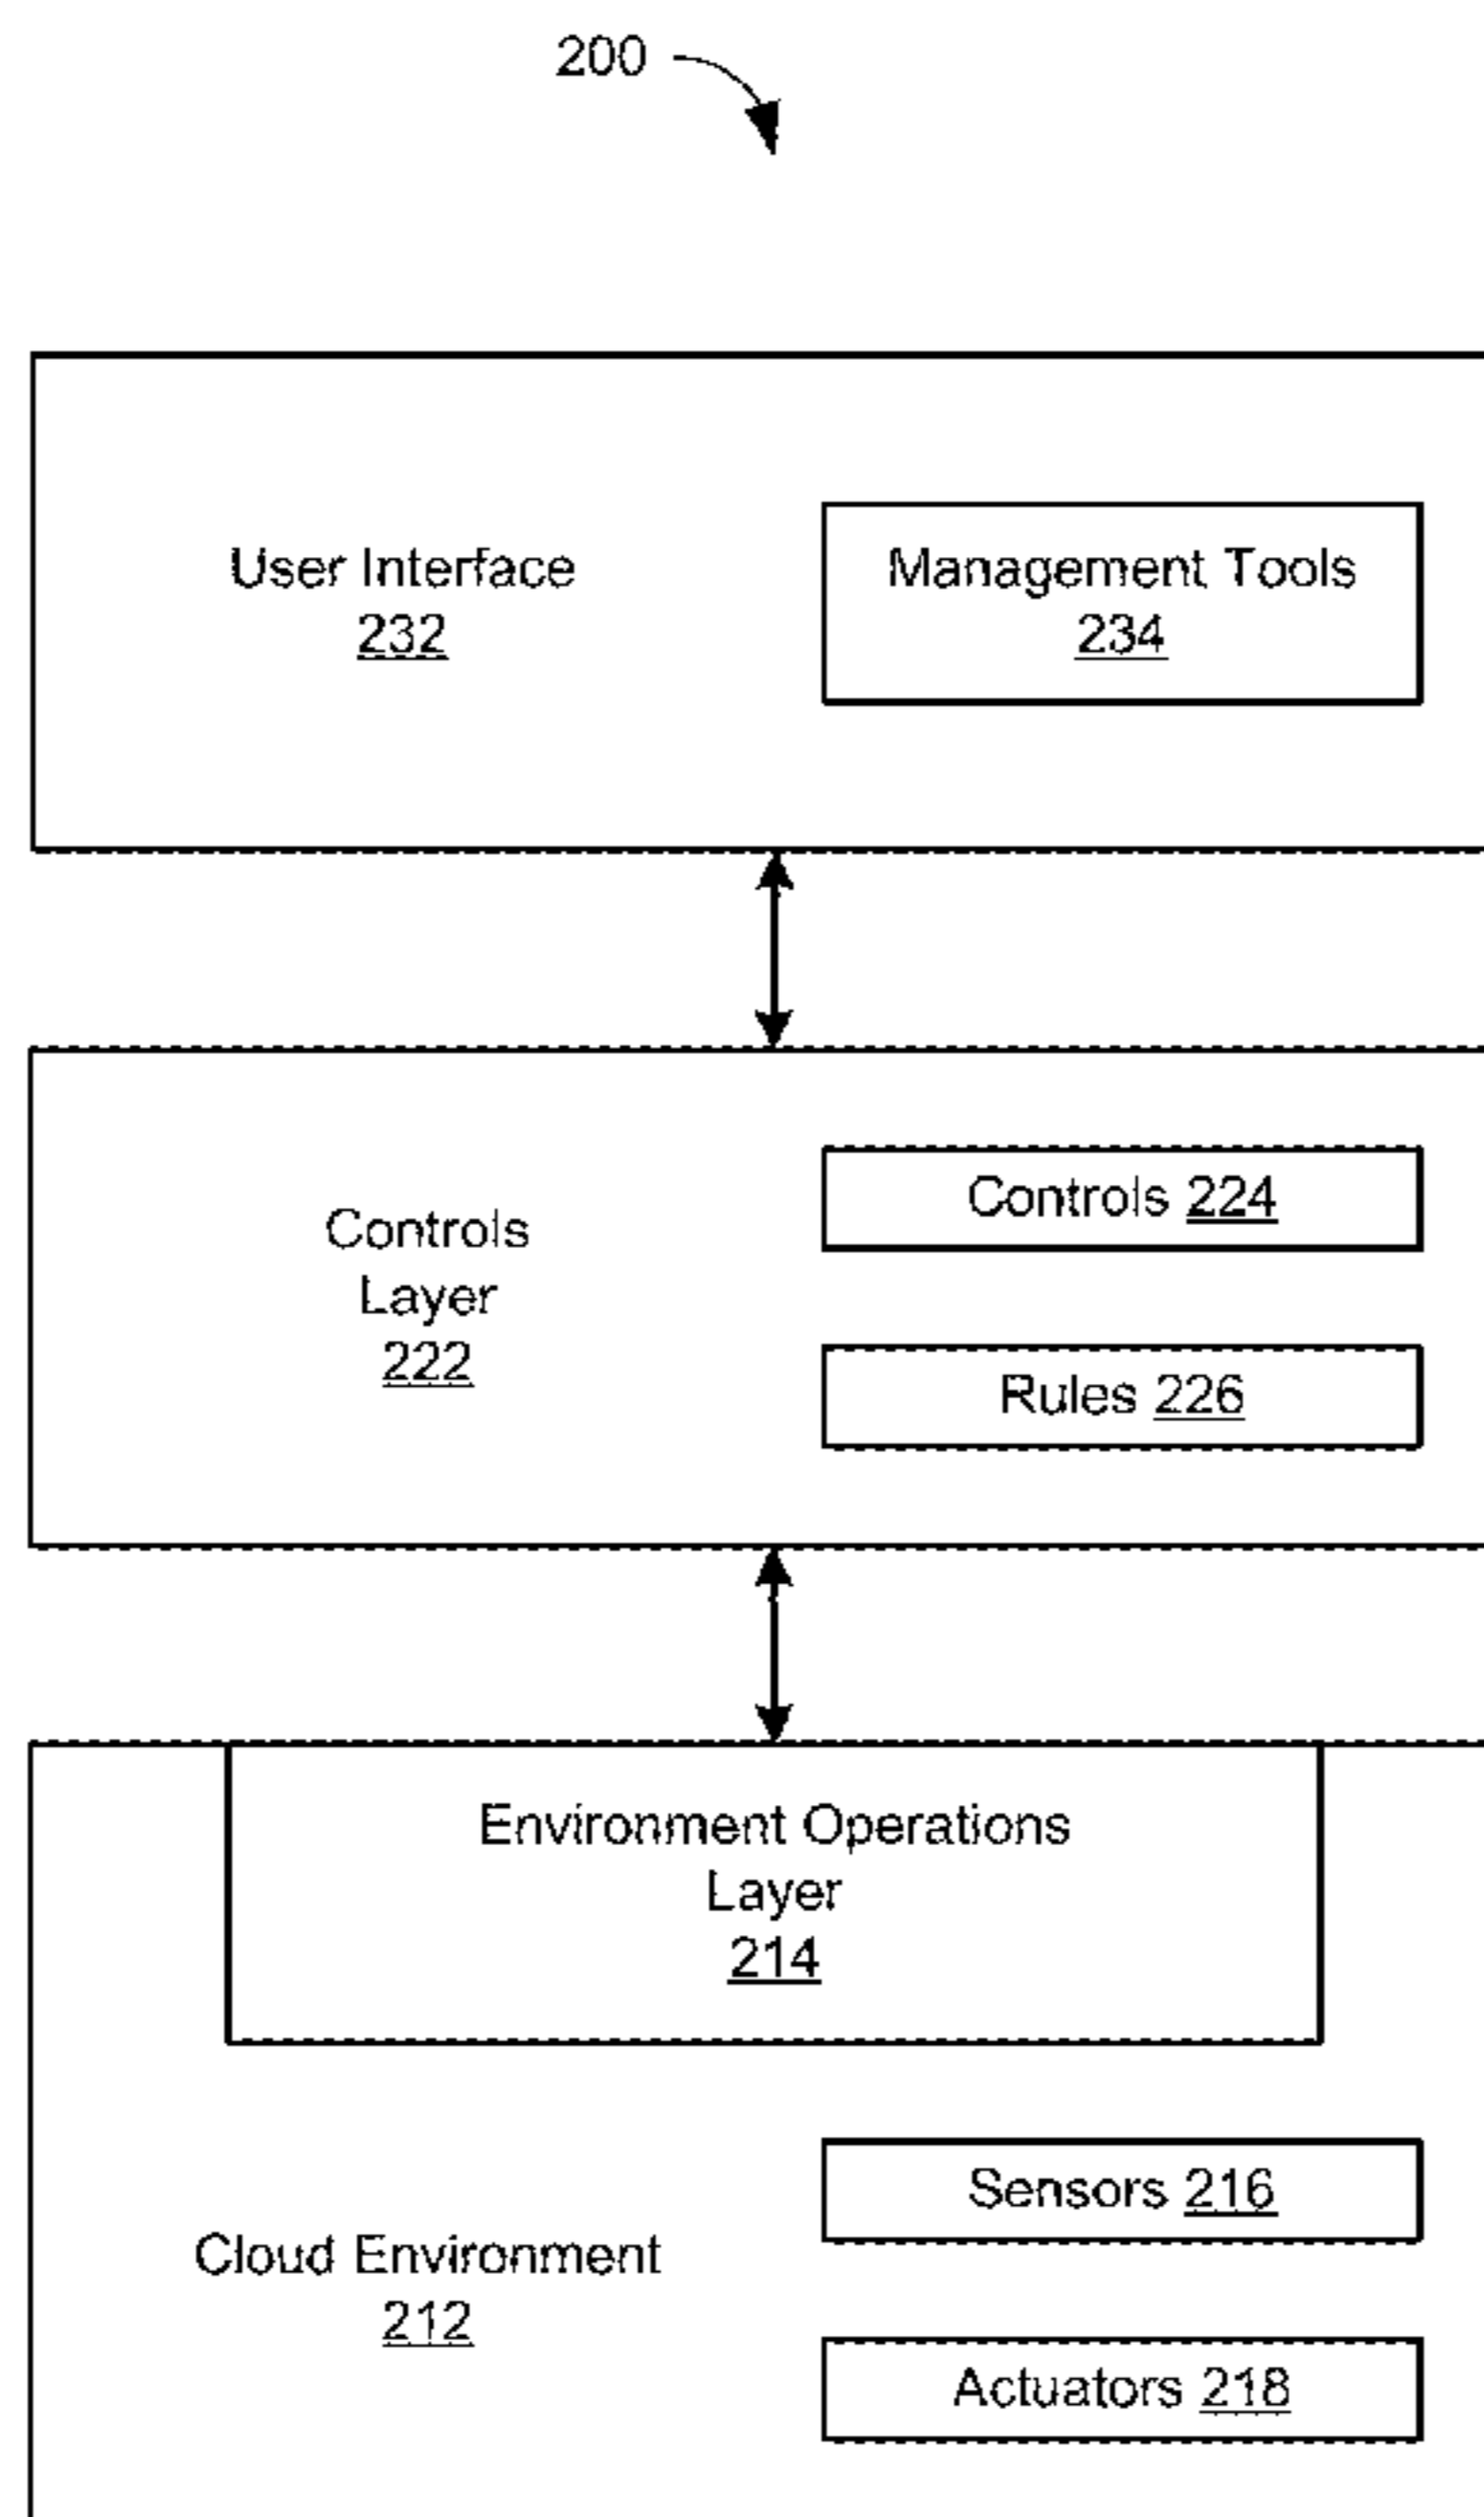 200
User Interface
232
Management Tools
234
Controls
Layer
222
Controls 224
Rules 226
Environment Operations
Layer
214
Cloud Environment
212
Sensors 216
Actuators 218